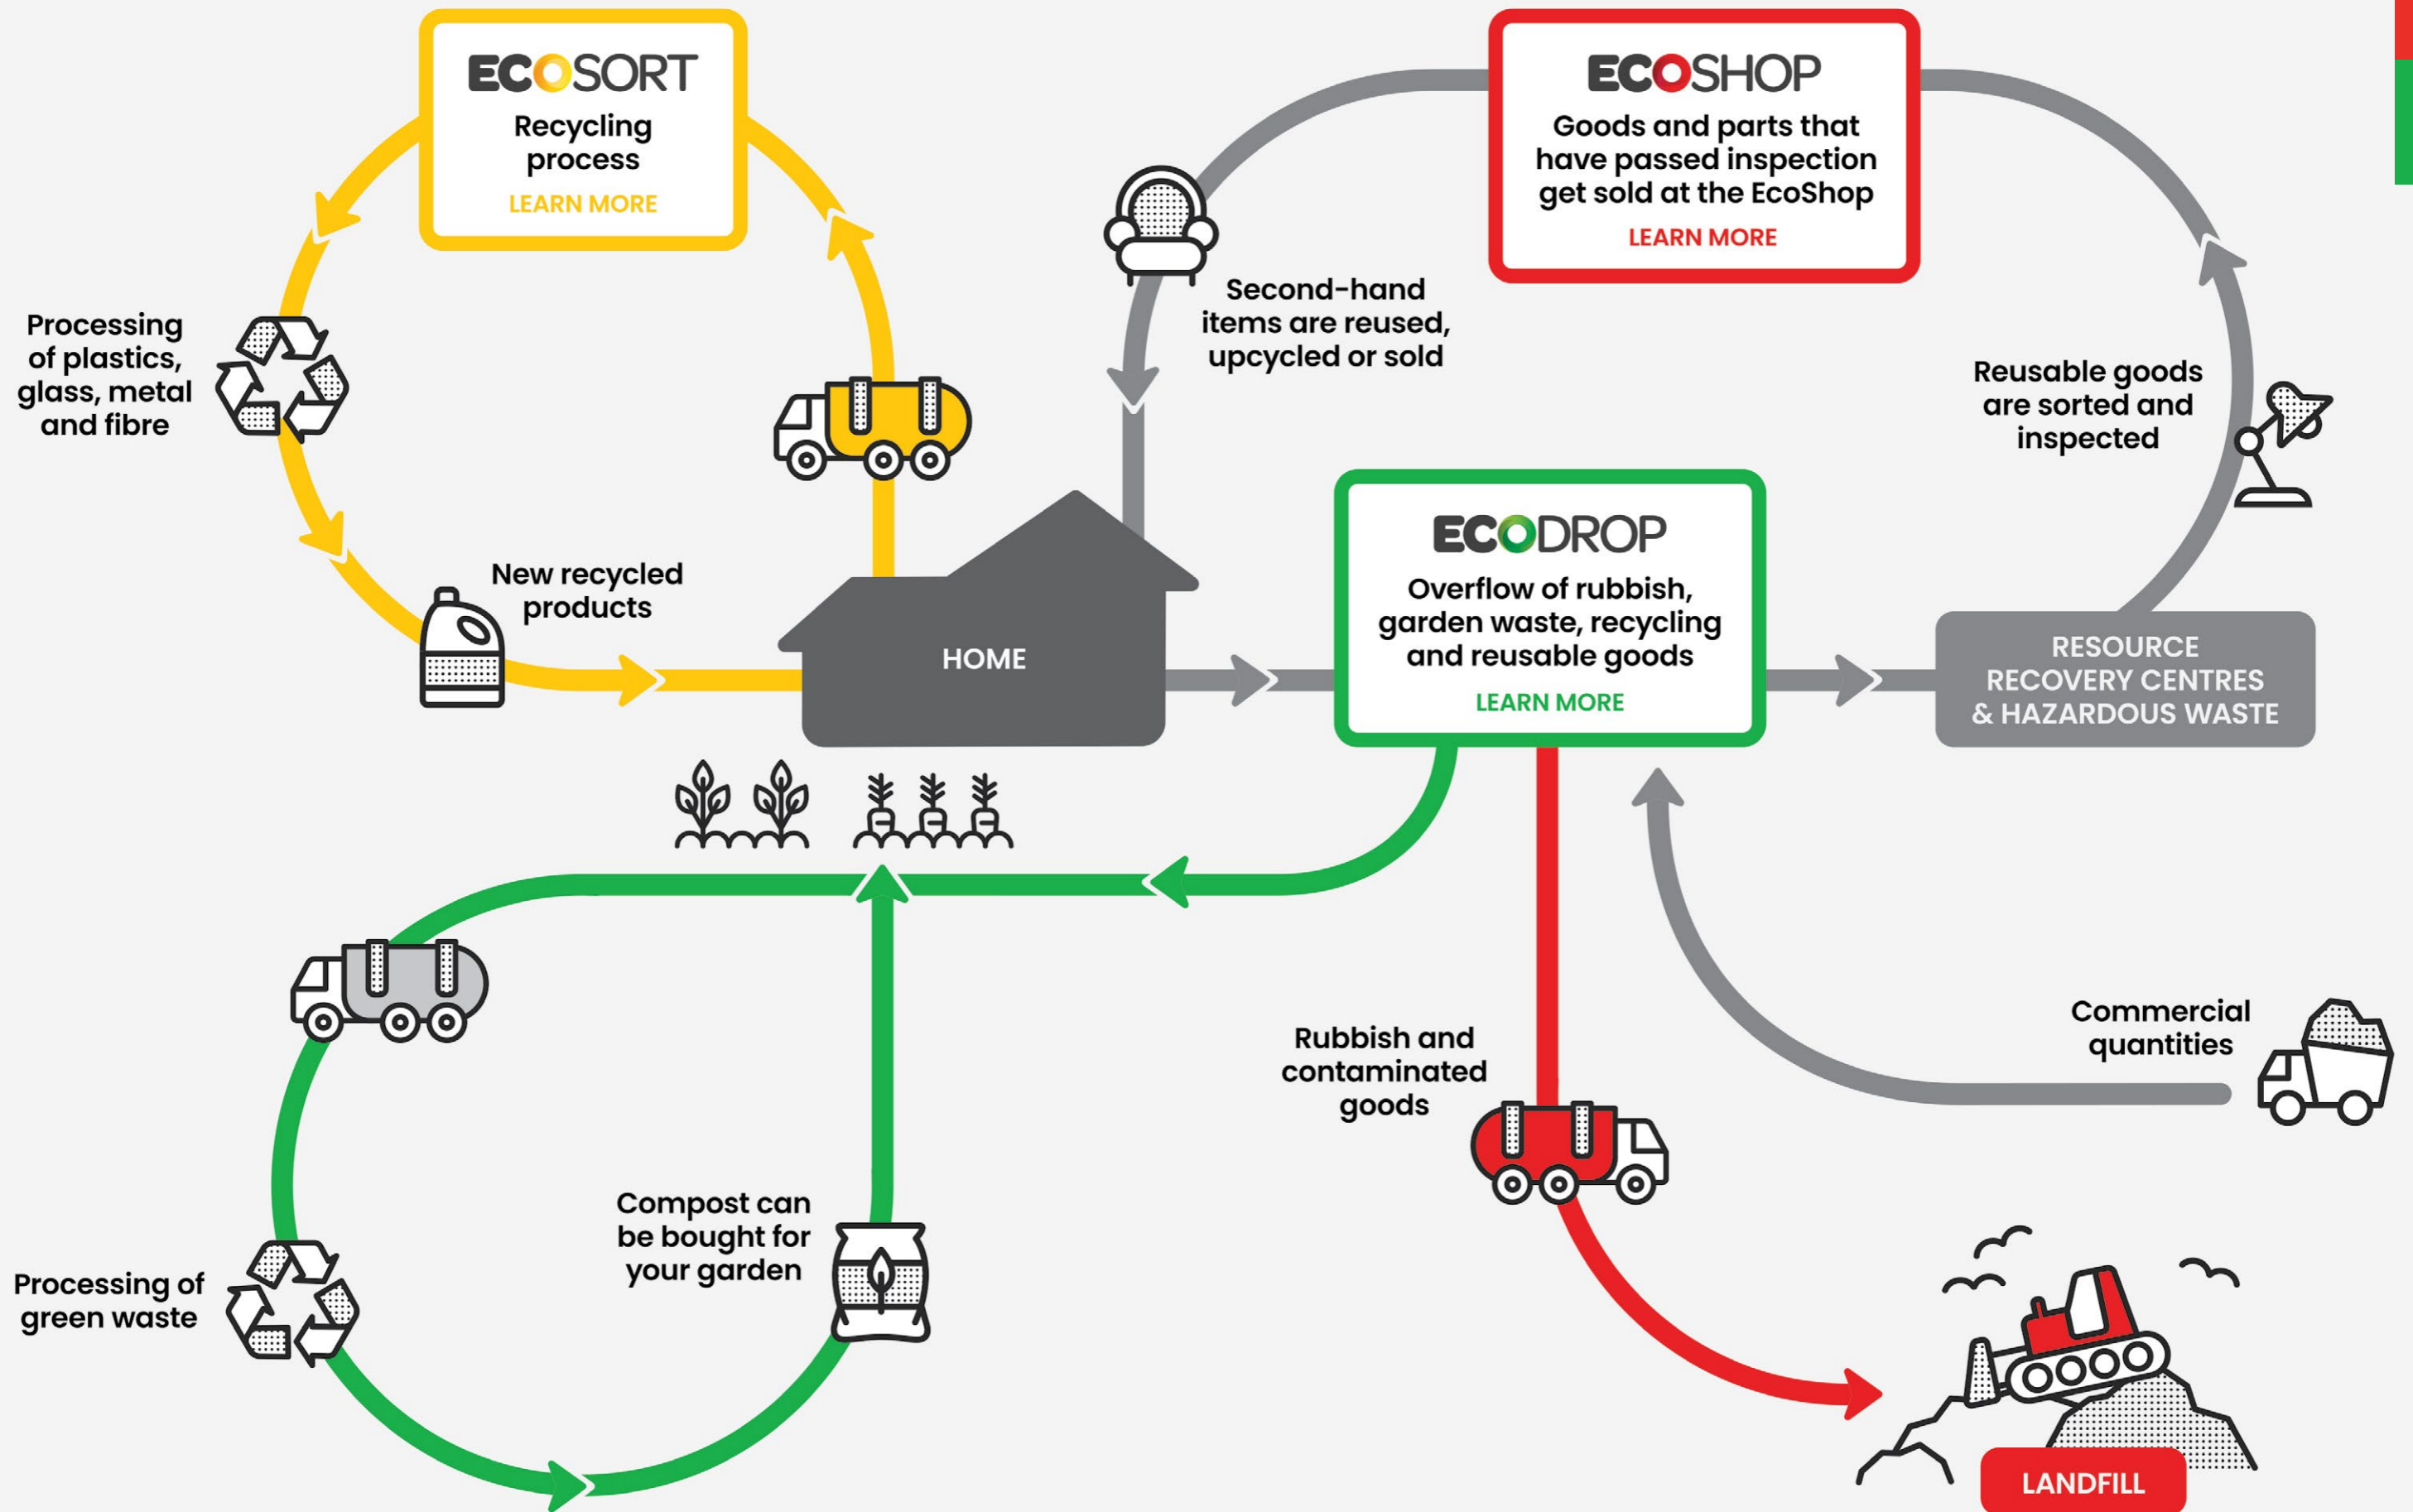 ECOSORT
Recycling
process
LEARN MORE
ECOSHOP
Goods and parts that
have passed inspection
get sold at the EcoShop
LEARN MORE
Processing
of plastics,
glass, metal
and fibre
Second-hand
items are reused,
upcycled or sold
Reusable goods
are sorted and
inspected
New recycled
products
HOME
ECODROP
Overflow of rubbish,
garden waste, recycling
and reusable goods
LEARN MORE
RESOURCE
RECOVERY CENTRES
& HAZARDOUS WASTE
Rubbish and
contaminated
goods
Commercial
quantities
Compost can
be bought for
your garden
Processing of
green waste
LANDFILL